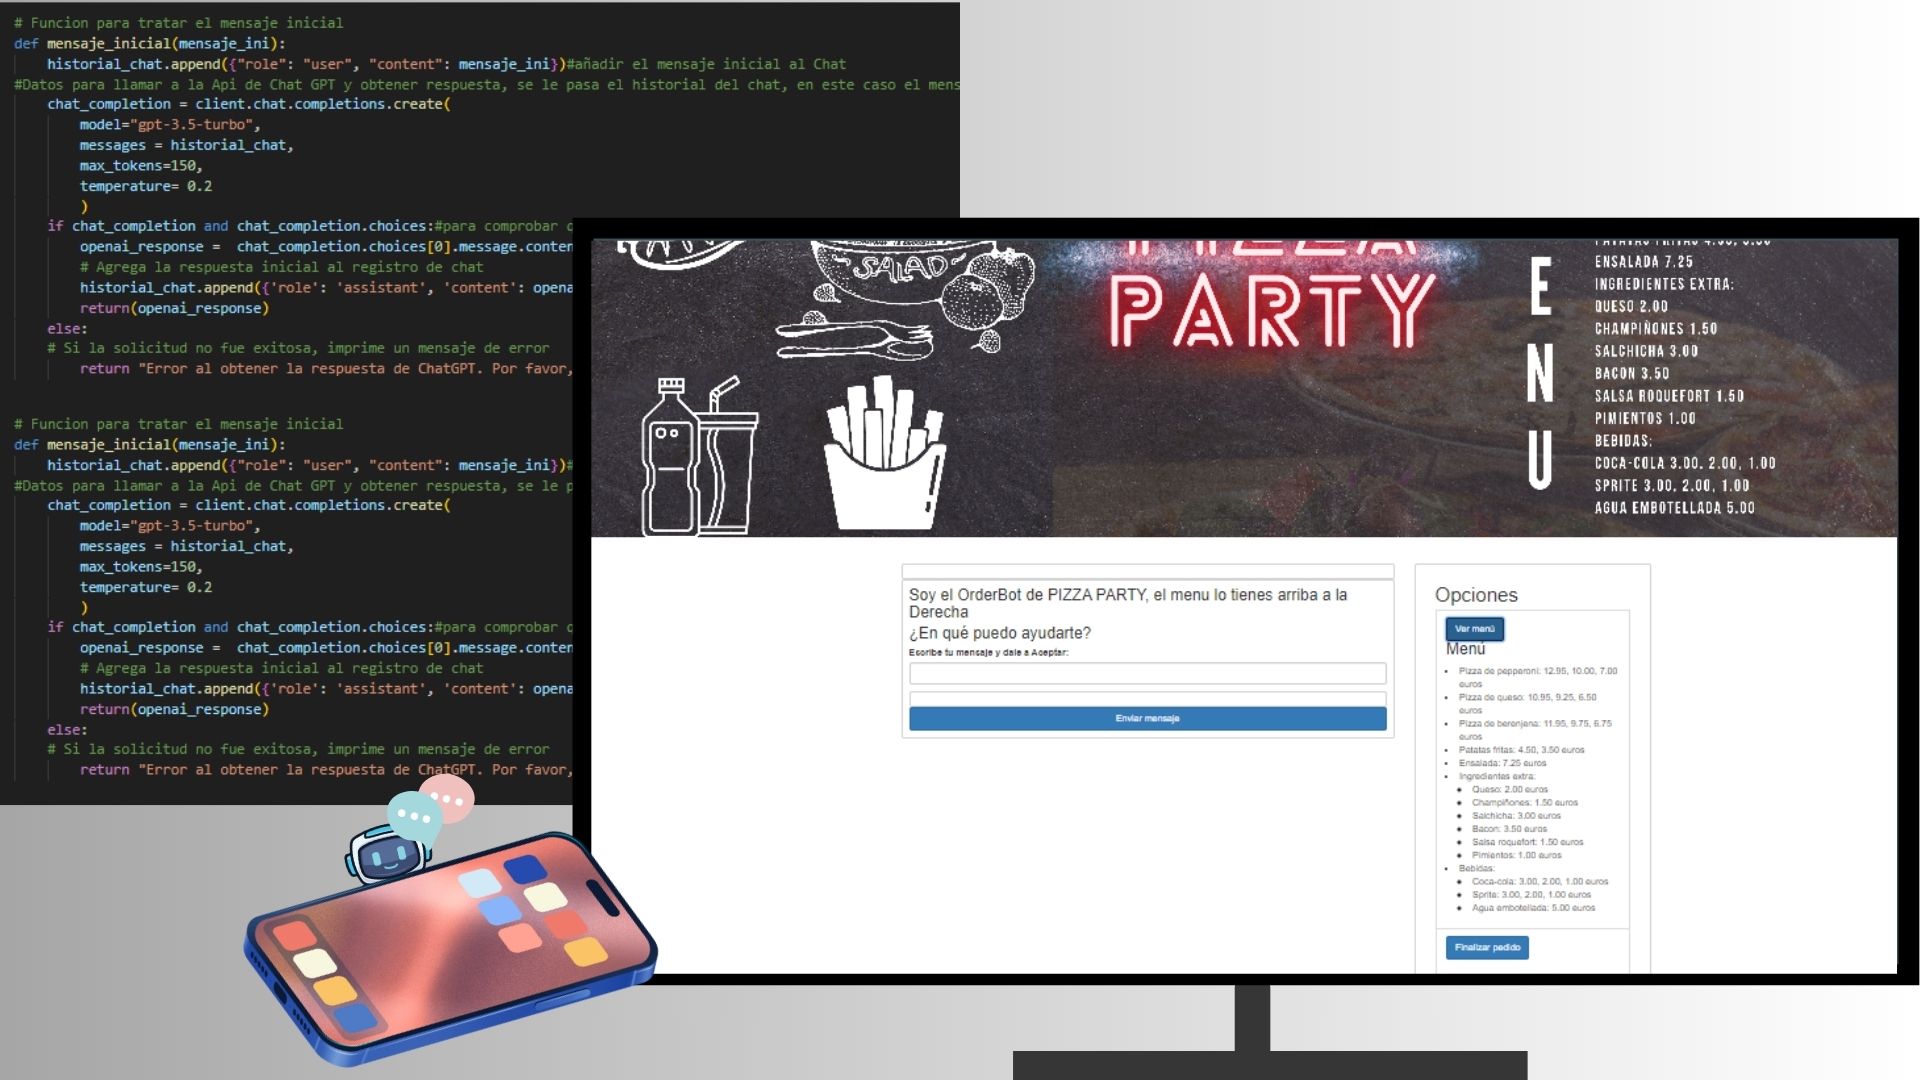 # Funcion para tratar el mensaje inicial
def mensaje_inicial(mensaje_ini):
historial_chat.append({"role": "user", "content": mensaje_ini})#añadir el mensaje inicial al Chat
#Datos para llamar a la Api de Chat GPT y obtener respuesta, se le pasa el historial del chat, en este caso el mens
chat_completion = client.chat.completions.create(
model="gpt-3.5-turbo",
messages = historial_chat,
max_tokens=150,
temperature= 0.2
)
if chat_completion and chat_completion.choices:#para comprobar
openai_response =  chat_completion.choices[0].message.conten
# Agrega la respuesta inicial al registro de chat
historial_chat.append({'role': 'assistant', 'content': opena
return(openai_response)
else:
# Si la solicitud no fue exitosa, imprime un mensaje de error
return "Error al obtener la respuesta de ChatGPT. Por favor,
# Funcion para tratar el mensaje inicial
def mensaje_inicial(mensaje_ini):
historial_chat.append({"role": "user", "content": mensaje_ini})#
#Datos para llamar a la Api de Chat GPT y obtener respuesta, se le p
chat_completion = client.chat.completions.create(
model="gpt-3.5-turbo",
messages = historial_chat,
max_tokens=150,
temperature= 0.2
)
if chat_completion and chat_completion.choices:#para comprobar
openai_response =  chat_completion.choices[0].message.conten
# Agrega la respuesta inicial al registro de chat
historial_chat.append({'role': 'assistant', 'content': opena
return(openai_response)
else:
# Si la solicitud no fue exitosa, imprime un mensaje de error
return "Error al obtener la respuesta de ChatGPT. Por favor,
SALAD
PIZZA
PARTY
E
N
U
PATATAS FRITAS 4.50, 3.50
ENSALADA 7.25
INGREDIENTES EXTRA:
QUESO 2.00
CHAMPIÑONES 1.50
SALCHICHA 3.00
BACON 3.50
SALSA ROQUEFORT 1.50
PIMIENTOS 1.00
BEBIDAS:
COCA-COLA 3.00, 2.00, 1.00
SPRITE 3.00, 2.00, 1.00
AGUA EMBOTELLADA 5.00
Soy el OrderBot de PIZZA PARTY, el menu lo tienes arriba a la
Derecha
¿En qué puedo ayudarte?
Escribe tu mensaje y dale a Aceptar:
Enviar mensaje
Opciones
Ver menú
Menú
Pizza de pepperoni: 12.95, 10.00, 7.00
euros
Pizza de queso: 10.95, 9.25, 6.50
euros
Pizza de berenjena: 11.95, 9.75, 6.75
euros
Patatas fritas: 4.50, 3.50 euros
Ensalada: 7.25 euros
Ingredientes extra:
Queso: 2.00 euros
Champiñones: 1.50 euros
Salchicha: 3.00 euros
Bacon: 3.50 euros
Salsa roquefort: 1.50 euros
Pimientos: 1.00 euros
Bebidas:
Coca-cola: 3.00, 2.00, 1.00 euros
Sprite: 3.00, 2.00, 1.00 euros
Agua embotellada: 5.00 euros
Finalizar pedido